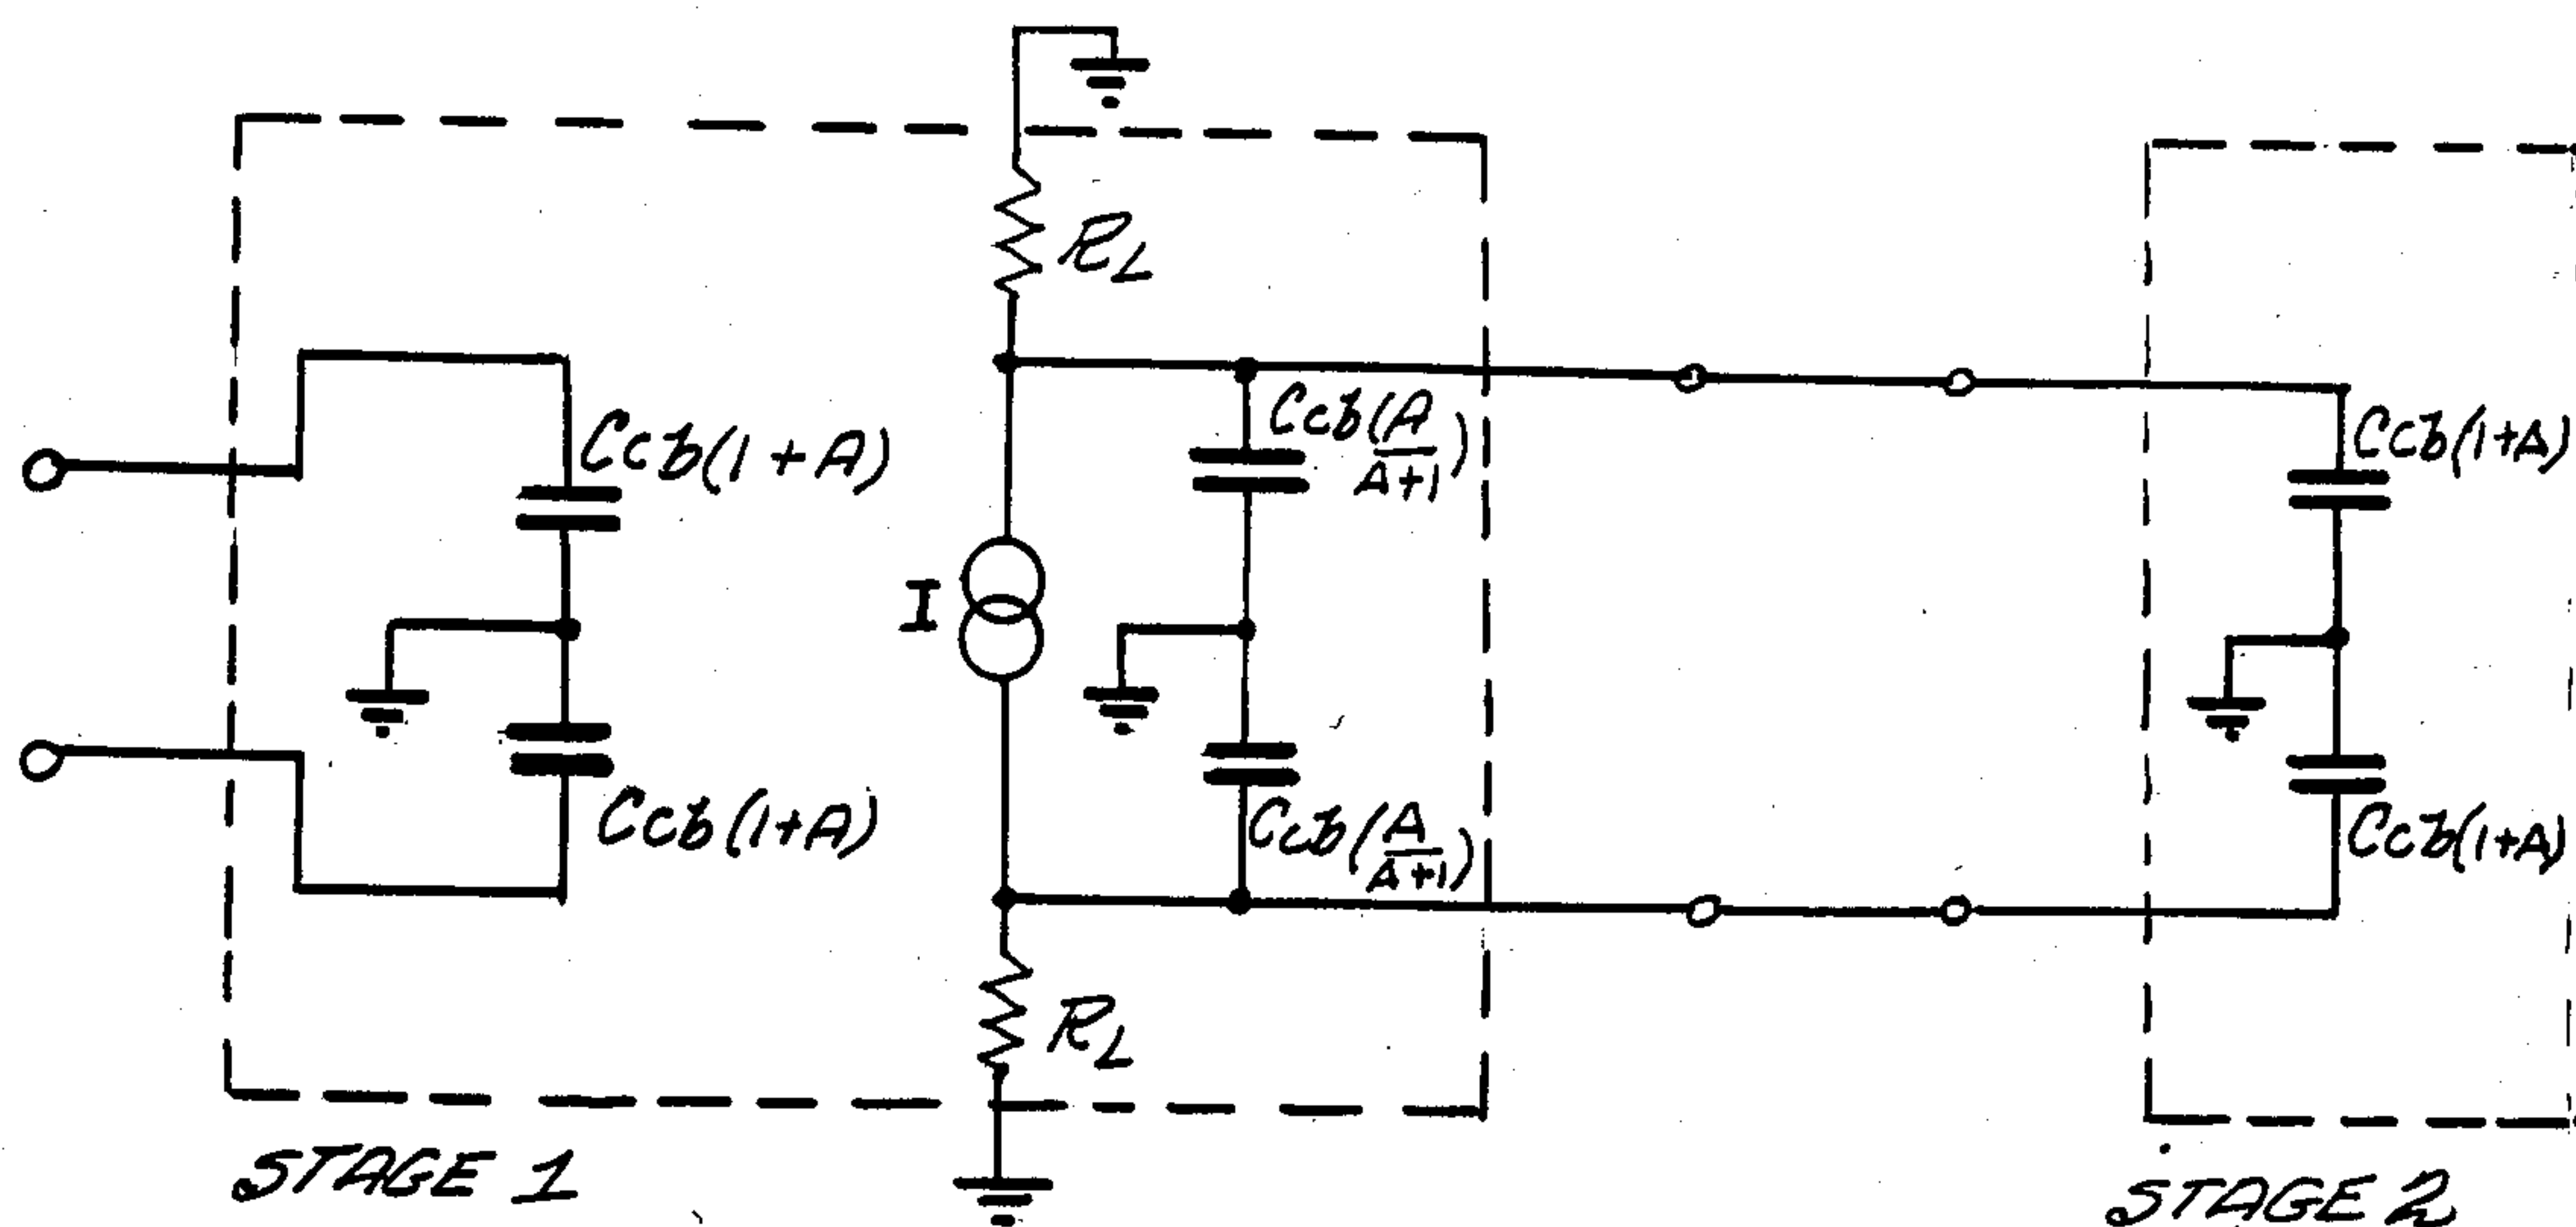 RL
Ccb(1+A)
Ccb(A/A+1)
Ccb(1+A)
I
Ccb(1+A)
Ccb(A/A+1)
Ccb(1+A)
RL
STAGE 1
STAGE 2